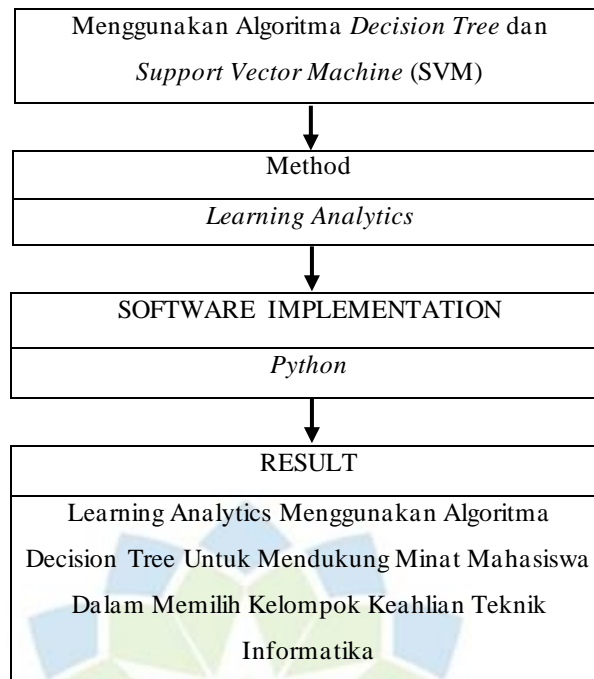 Menggunakan Algoritma Decision Tree dan
Support Vector Machine (SVM)
Method
Learning Analytics
SOFTWARE IMPLEMENTATION
Python
RESULT
Learning Analytics Menggunakan Algoritma
Decision Tree Untuk Mendukung Minat Mahasiswa
Dalam Memilih Kelompok Keahlian Teknik
Informatika